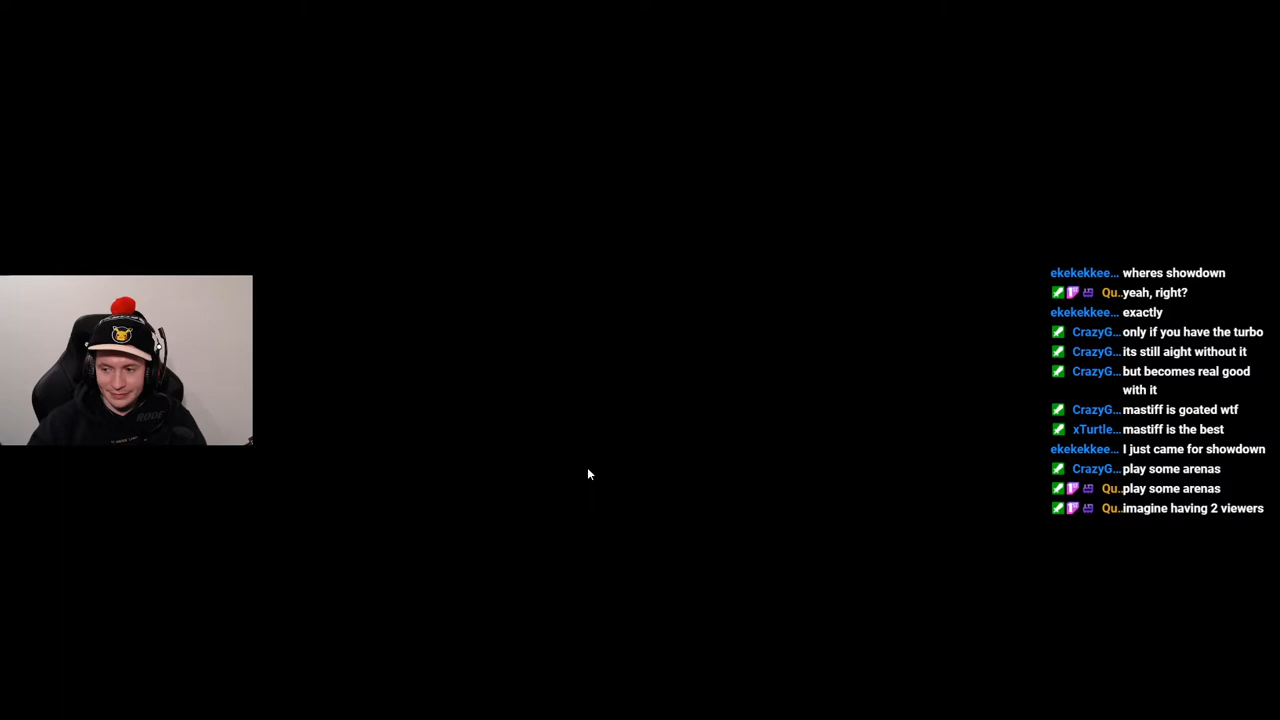 ekekekkee… wheres showdown
Qu..yeah, right?
ekekekkee… exactly
CrazyG…only if you have the turbo
CrazyG…its still aight without it
CrazyG…but becomes real good
with it
CrazyG…mastiff is goated wtf
xTurtle…mastiff is the best
ekekekkee… I just came for showdown
CrazyG…play some arenas
Qu..play some arenas
Qu..imagine having 2 viewers
RØDE